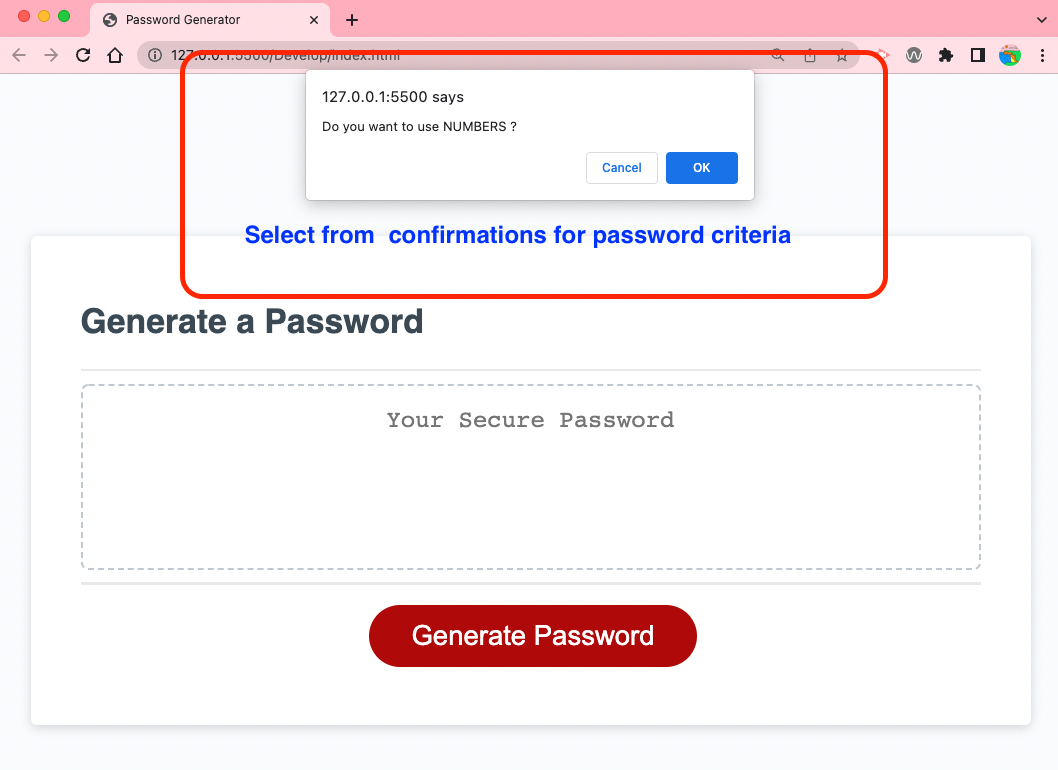 Password Generator
127.0.0.1:5500/Develop/index.html
127.0.0.1:5500 says
Do you want to use NUMBERS ?
Cancel OK
Select from  confirmations for password criteria
Generate a Password
Your Secure Password
Generate Password